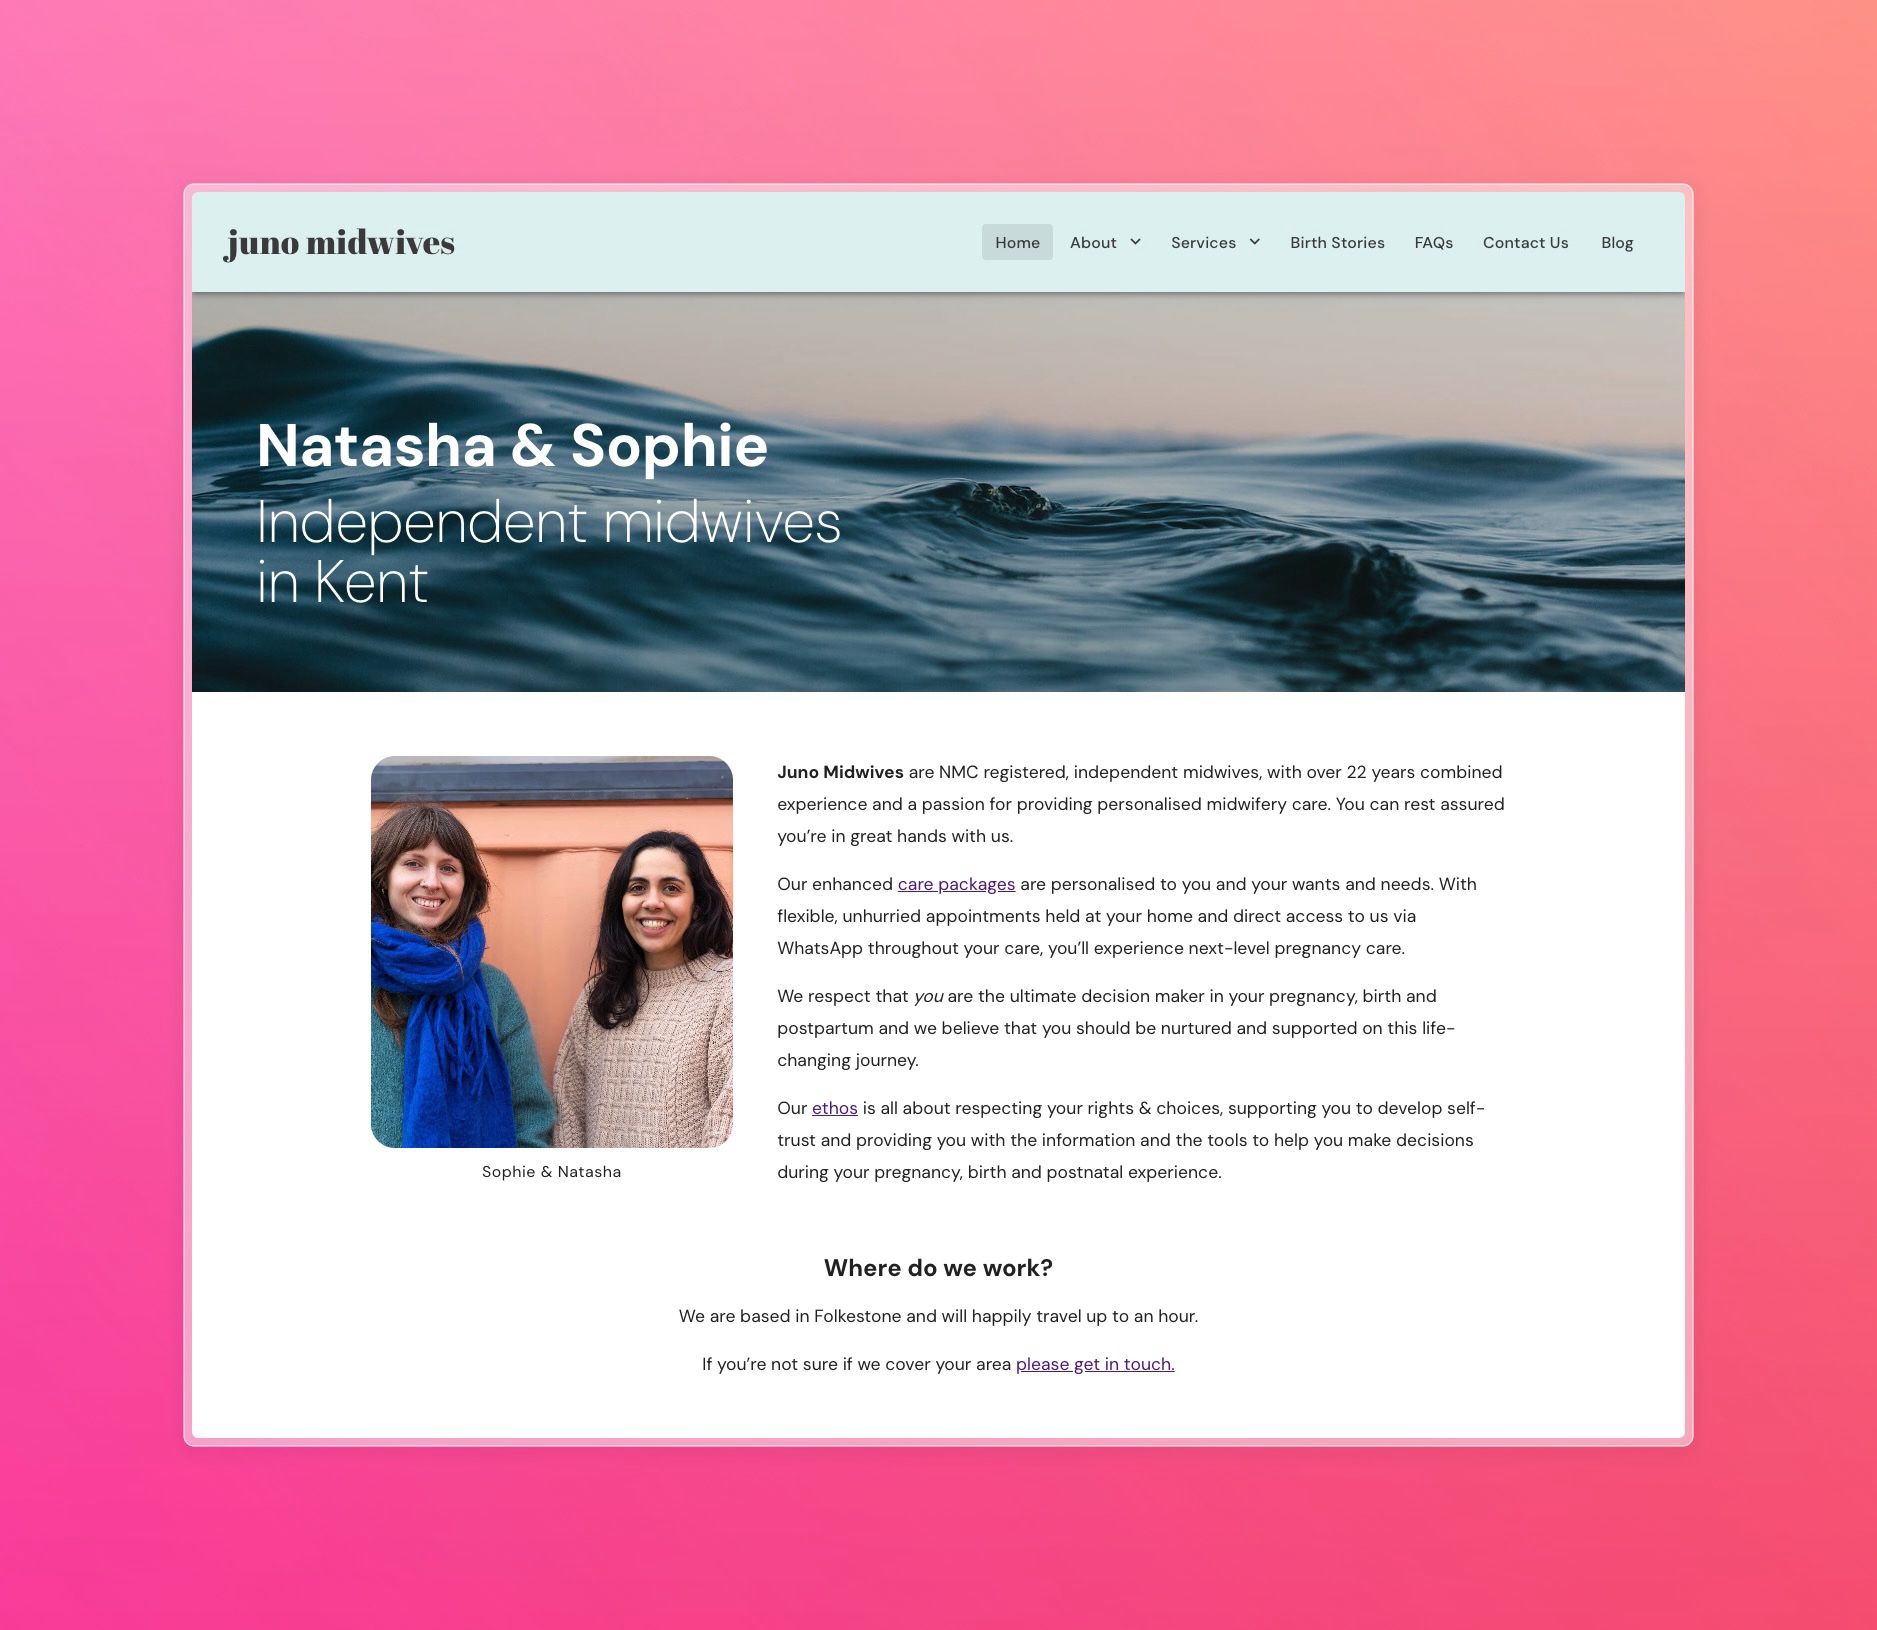 juno midwives
Home About Services Birth Stories FAQs Contact Us Blog
Natasha & Sophie
Independent midwives
in Kent
Juno Midwives are NMC registered, independent midwives, with over 22 years combined
experience and a passion for providing personalised midwifery care. You can rest assured
you’re in great hands with us.
Our enhanced care packages are personalised to you and your wants and needs. With
flexible, unhurried appointments held at your home and direct access to us via
WhatsApp throughout your care, you’ll experience next-level pregnancy care.
We respect that you are the ultimate decision maker in your pregnancy, birth and
postpartum and we believe that you should be nurtured and supported on this life-
changing journey.
Our ethos is all about respecting your rights & choices, supporting you to develop self-
trust and providing you with the information and the tools to help you make decisions
during your pregnancy, birth and postnatal experience.
Sophie & Natasha
Where do we work?
We are based in Folkestone and will happily travel up to an hour.
If you’re not sure if we cover your area please get in touch.